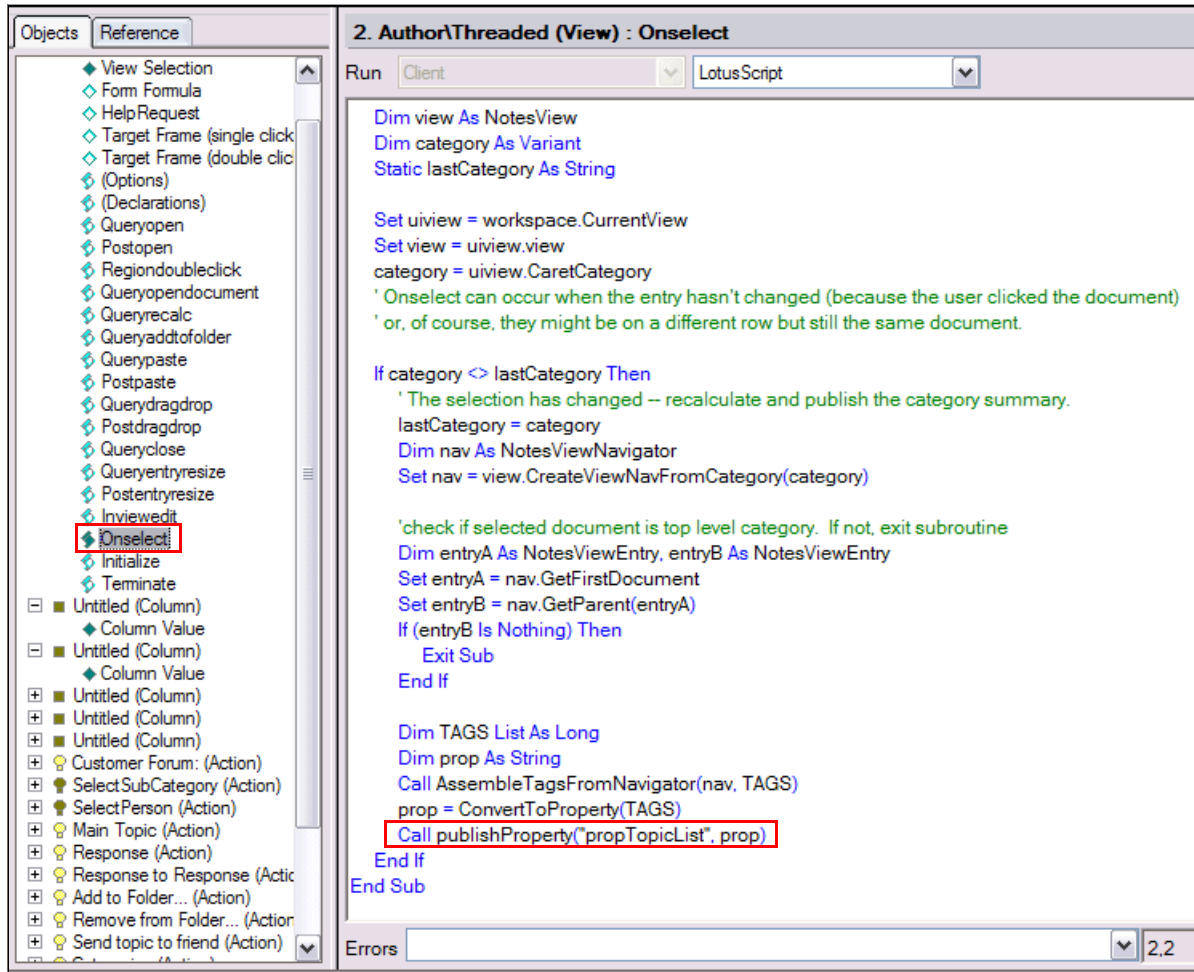 Objects
Reference
View Selection
Form Formula
HelpRequest
Target Frame (single click
Target Frame (double clic
(Options)
(Declarations)
Queryopen
Postopen
Regiondoubleclick
Queryopendocument
Queryrecalc
Queryaddtofolder
Querypaste
Postpaste
Querydragdrop
Postdragdrop
Queryclose
Queryentryresize
Postentryresize
Inviewedit
Onselect
Initialize
Terminate
Untitled (Column)
Column Value
Untitled (Column)
Column Value
Untitled (Column)
Untitled (Column)
Untitled (Column)
Customer Forum: (Action)
SelectSubCategory (Action)
SelectPerson (Action)
Main Topic (Action)
Response (Action)
Response to Response (Actic
Add to Folder... (Action)
Remove from Folder... (Action
Send topic to friend (Action)
2. Author\Threaded (View) : Onselect
Run Client LotusScript
Dim view As NotesView
Dim category As Variant
Static lastCategory As String
Set uiview = workspace.CurrentView
Set view = uiview.view
category = uiview.CaretCategory
' Onselect can occur when the entry hasn't changed (because the user clicked the document)
' or, of course, they might be on a different row but still the same document.
If category <> lastCategory Then
' The selection has changed -- recalculate and publish the category summary.
lastCategory = category
Dim nav As NotesViewNavigator
Set nav = view.CreateViewNavFromCategory(category)
'check if selected document is top level category.  If not, exit subroutine
Dim entryA As NotesViewEntry, entryB As NotesViewEntry
Set entryA = nav.GetFirstDocument
Set entryB = nav.GetParent(entryA)
If (entryB Is Nothing) Then
Exit Sub
End If
Dim TAGS List As Long
Dim prop As String
Call AssembleTagsFromNavigator(nav, TAGS)
prop = ConvertToProperty(TAGS)
Call publishProperty("propTopicList", prop)
End If
End Sub
Errors
2,2